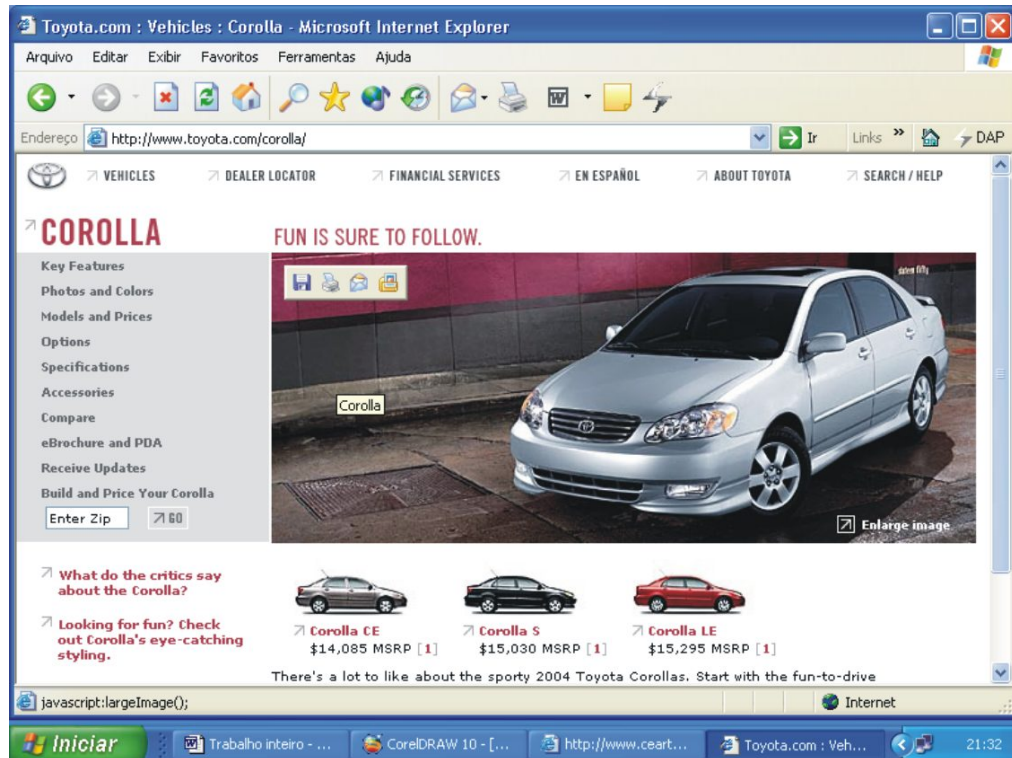 Toyota.com : Vehicles : Corolla - Microsoft Internet Explorer
Arquivo Editar Exibir Favoritos Ferramentas Ajuda
Endereço http://www.toyota.com/corolla/ Ir Links » DAP
VEHICLES DEALER LOCATOR FINANCIAL SERVICES EN ESPAÑOL ABOUT TOYOTA SEARCH / HELP
COROLLA
FUN IS SURE TO FOLLOW.
Key Features
Photos and Colors
Models and Prices
Options
Specifications
Accessories
Compare
eBrochure and PDA
Receive Updates
Build and Price Your Corolla
Enter Zip GO
sixteen fifty
Corolla
Enlarge image
What do the critics say
about the Corolla?
Looking for fun? Check
out Corolla's eye-catching
styling.
Corolla CE Corolla S Corolla LE
$14,085 MSRP [1] $15,030 MSRP [1] $15,295 MSRP [1]
There's a lot to like about the sporty 2004 Toyota Corollas. Start with the fun-to-drive
javascript:largeImage(); Internet
Iniciar Trabalho inteiro - ... CorelDRAW 10 - [... http://www.ceart... Toyota.com : Veh... 21:32